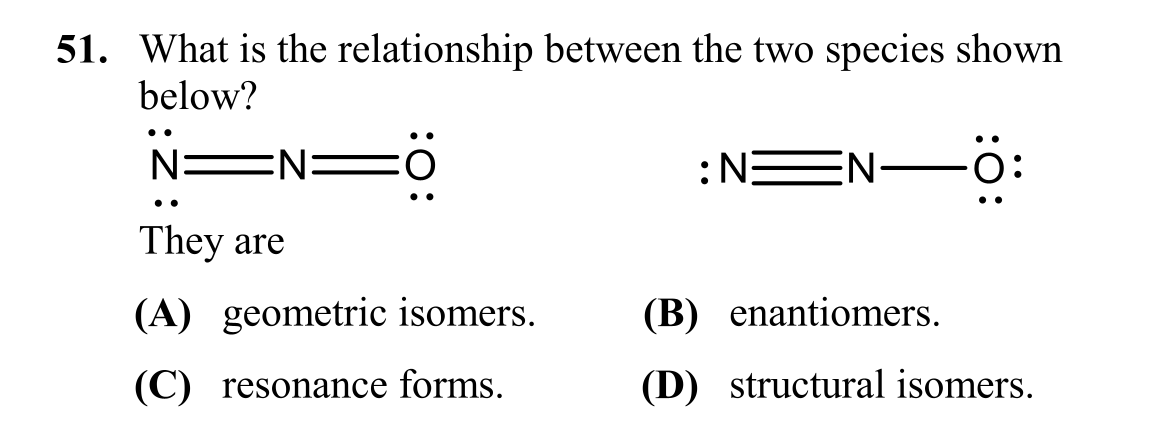 51. What is the relationship between the two species shown
below?
N=N=O :N≡N—O:
They are
(A) geometric isomers. (B) enantiomers.
(C) resonance forms. (D) structural isomers.